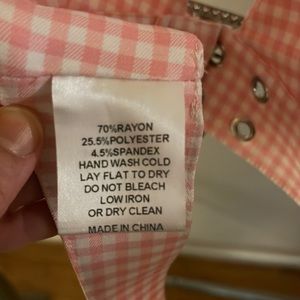 70%RAYON
25.5%POLYESTER
4.5%SPANDEX
HAND WASH COLD
LAY FLAT TO DRY
DO NOT BLEACH
LOW IRON
OR DRY CLEAN
MADE IN CHINA